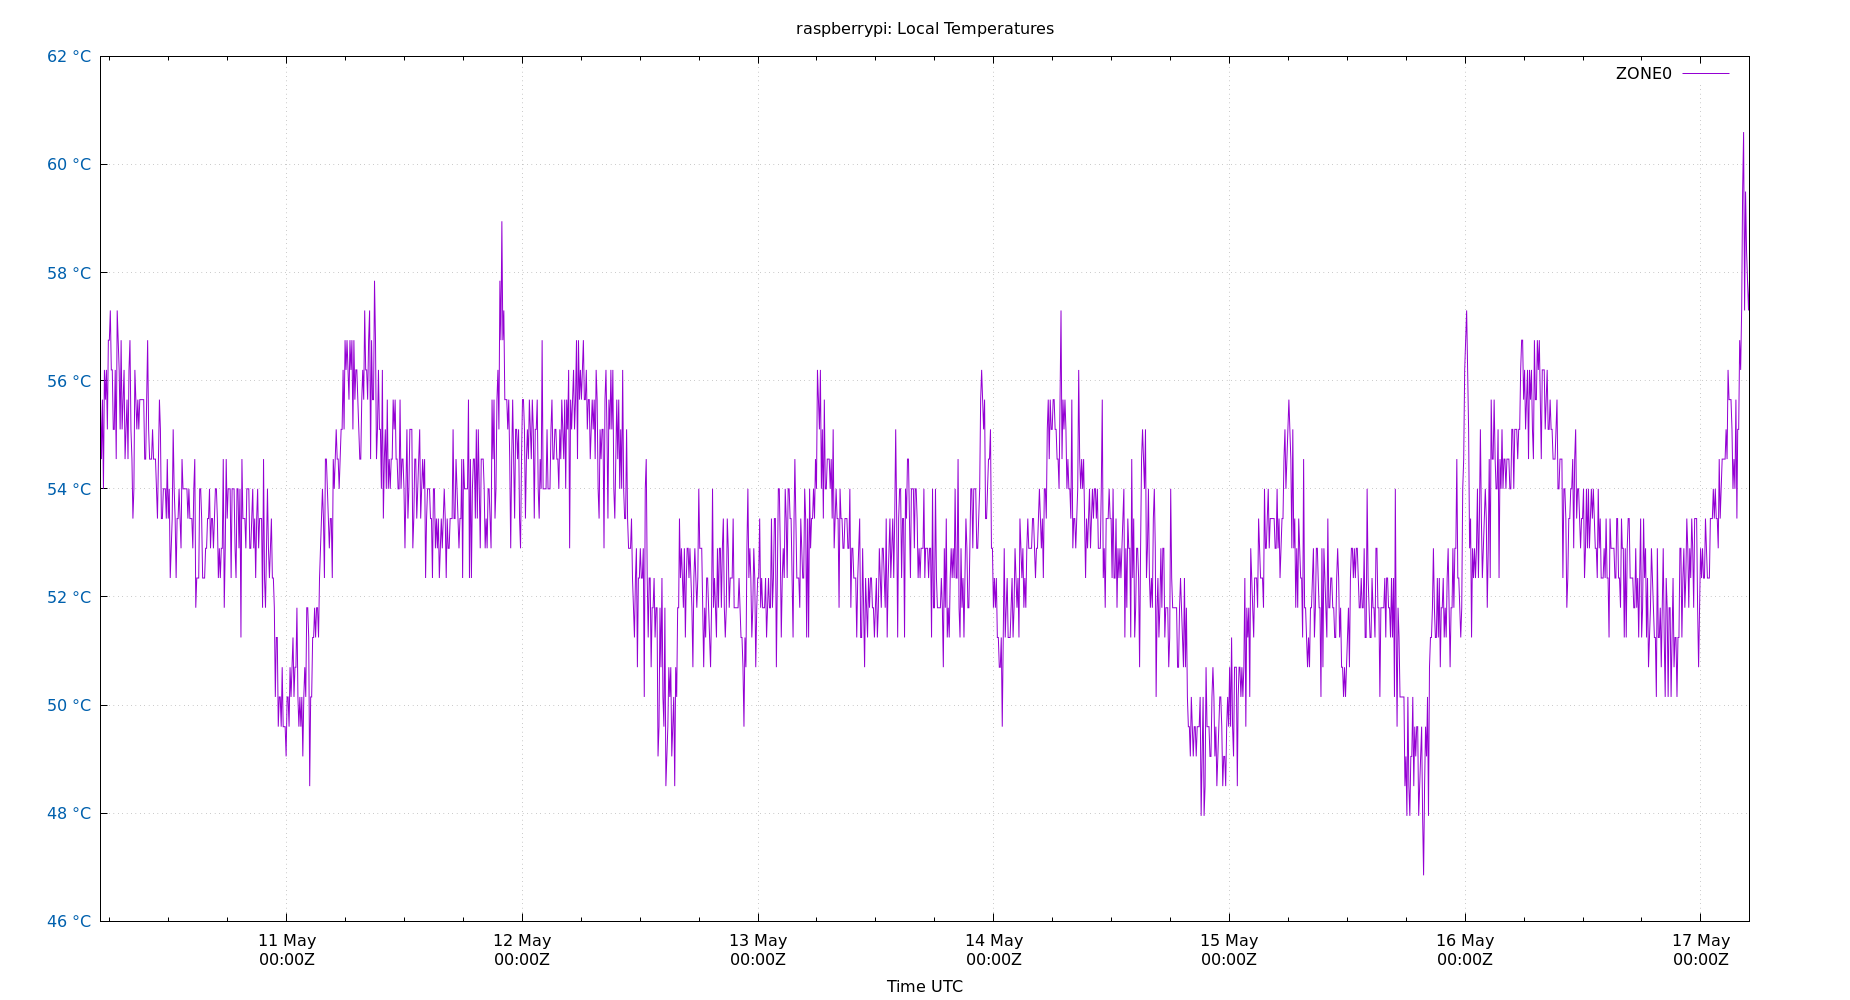 raspberrypi: Local Temperatures
ZONE0
62 °C
60 °C
58 °C
56 °C
54 °C
52 °C
50 °C
48 °C
46 °C
11 May 12 May 13 May 14 May 15 May 16 May 17 May
00:00Z 00:00Z 00:00Z 00:00Z 00:00Z 00:00Z 00:00Z
Time UTC